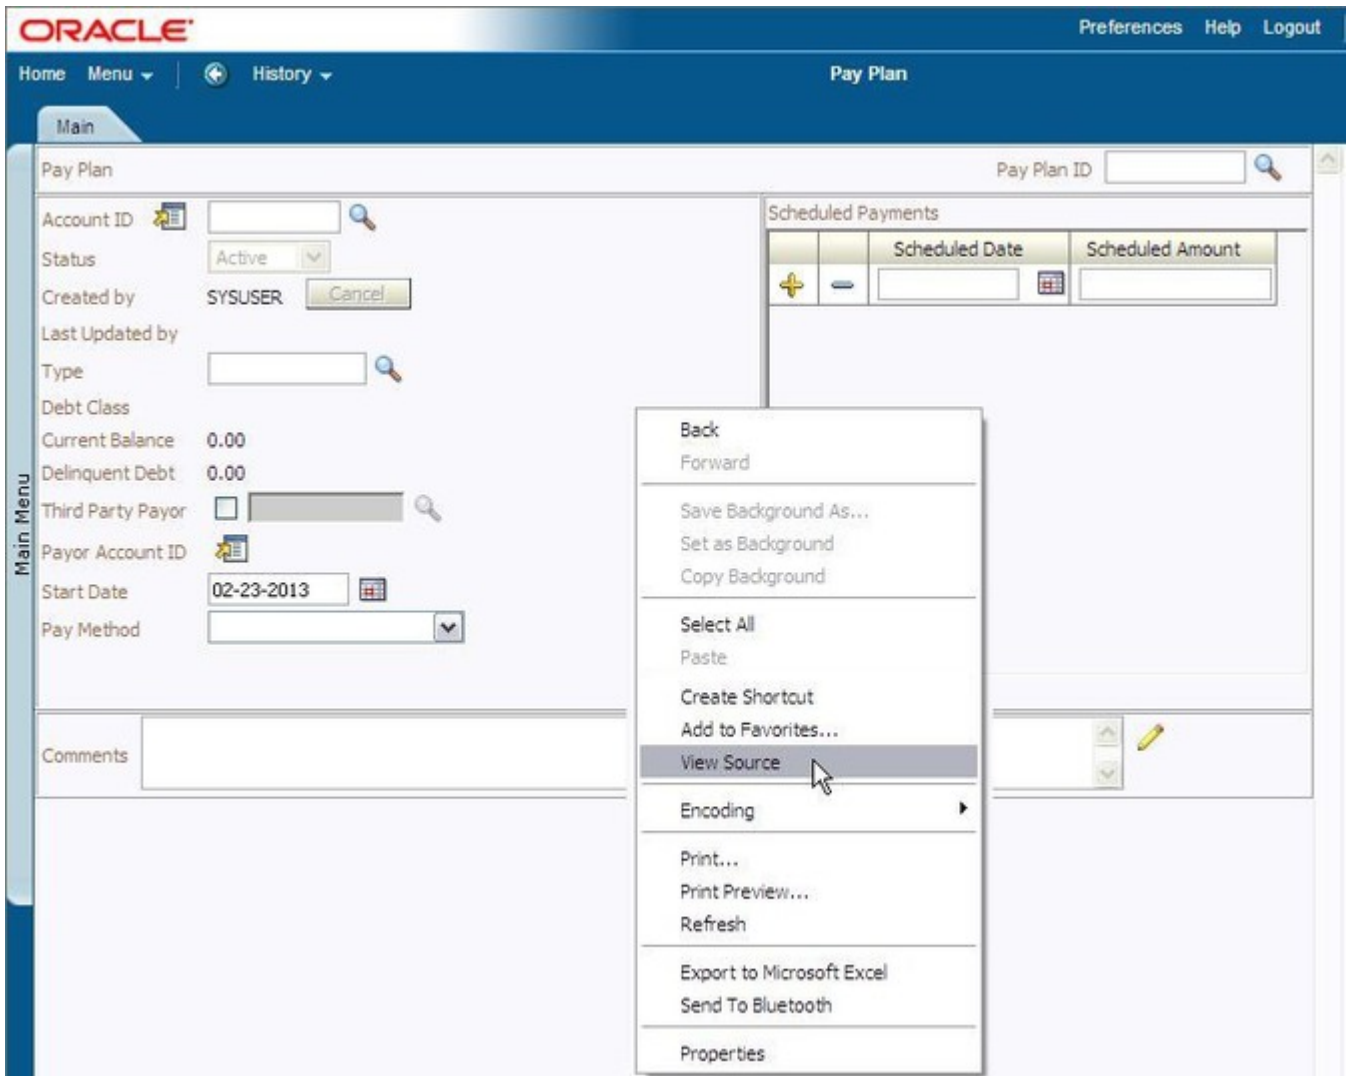 ORACLE
Preferences Help Logout
Home Menu History Pay Plan
Main
Pay Plan Pay Plan ID
Account ID
Status Active
Created by SYSUSER Cancel
Last Updated by
Type
Debt Class
Current Balance 0.00
Delinquent Debt 0.00
Third Party Payor
Payor Account ID
Start Date 02-23-2013
Pay Method
Scheduled Payments
Scheduled Date Scheduled Amount
Comments
Main Menu
Back
Forward
Save Background As...
Set as Background
Copy Background
Select All
Paste
Create Shortcut
Add to Favorites...
View Source
Encoding
Print...
Print Preview...
Refresh
Export to Microsoft Excel
Send To Bluetooth
Properties